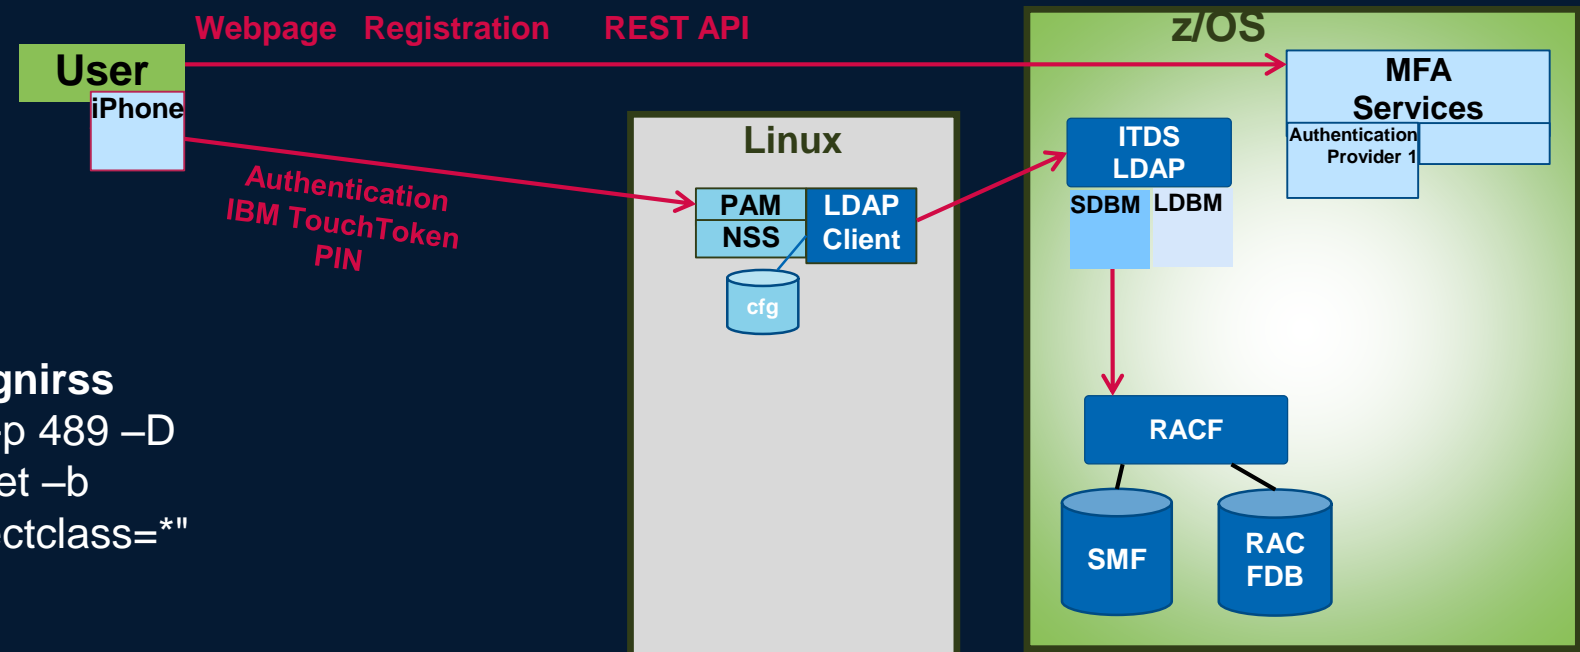 Webpage Registration REST API
z/OS
User
iPhone
MFA
Services
Authentication
Provider 1
Linux
ITDS
LDAP
SDBM LDBM
Authentication
IBM TouchToken
PIN
PAM
NSS
LDAP
Client
cfg
gnirss
p 489 –D
et –b
ectclass=*"
RACF
SMF
RAC
FDB